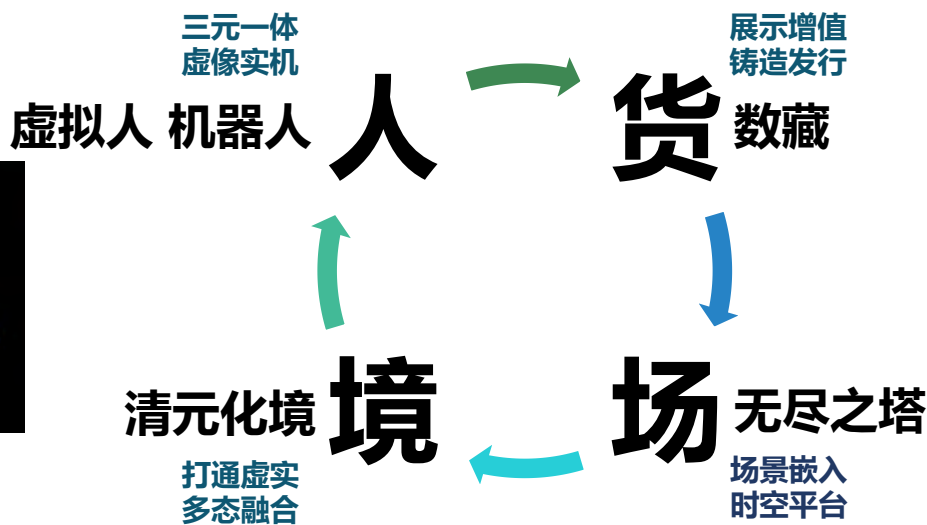 三元一体
虚像实机
虚拟人 机器人
人
展示增值
铸造发行
货
数藏
清元化境
境
打通虚实
多态融合
场
无尽之塔
场景嵌入
时空平台